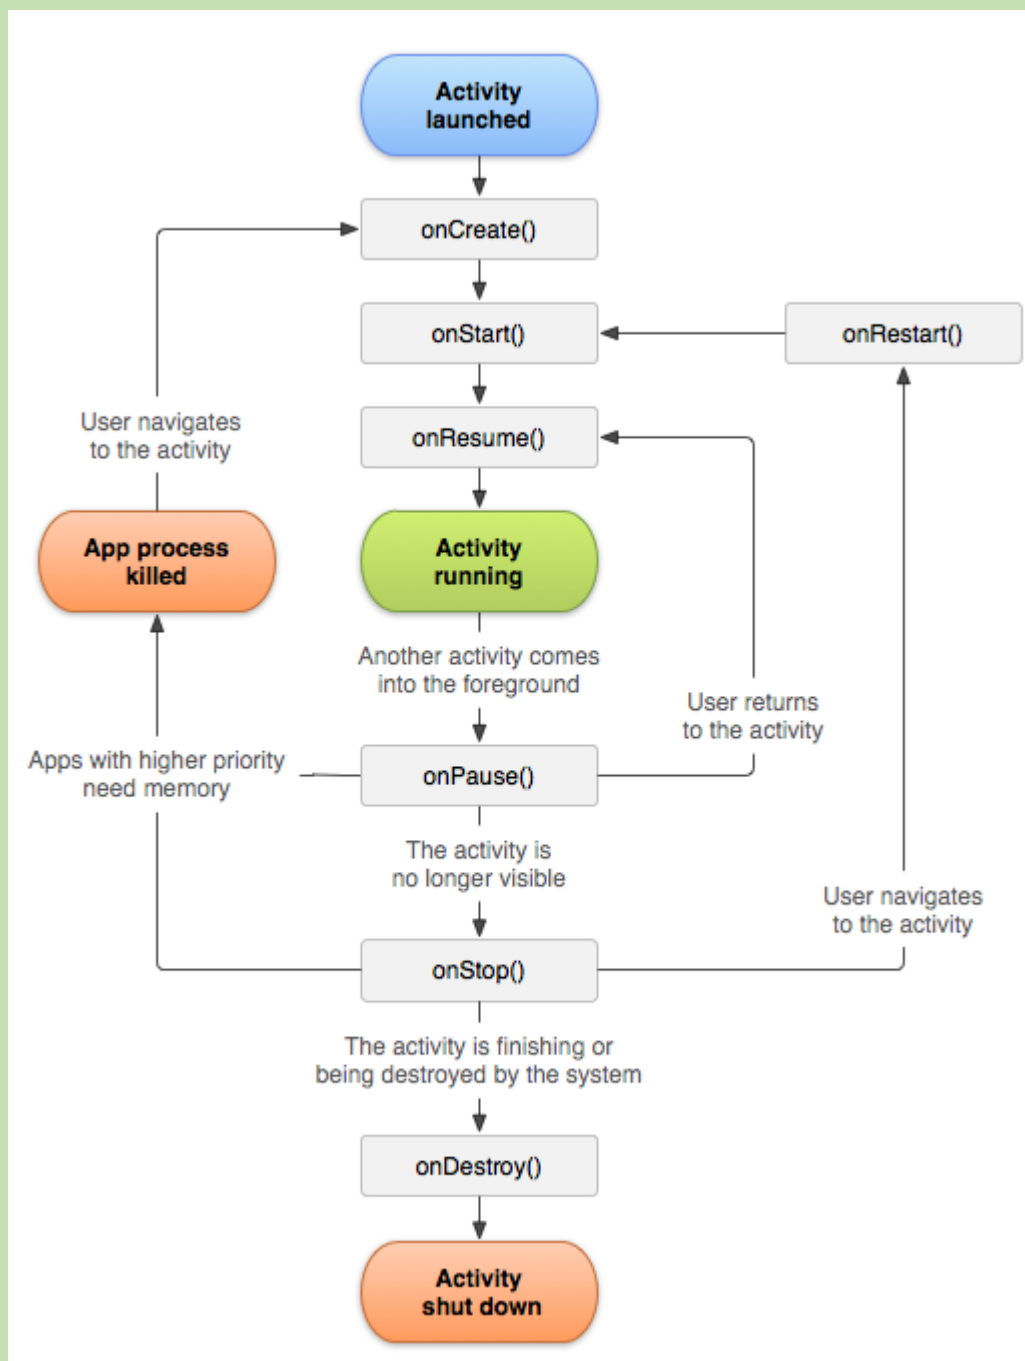 Activity
launched
onCreate()
onStart()
onRestart()
User navigates
to the activity
onResume()
App process
killed
Activity
running
Another activity comes
into the foreground
User returns
to the activity
Apps with higher priority
need memory
onPause()
The activity is
no longer visible
User navigates
to the activity
onStop()
The activity is finishing or
being destroyed by the system
onDestroy()
Activity
shut down